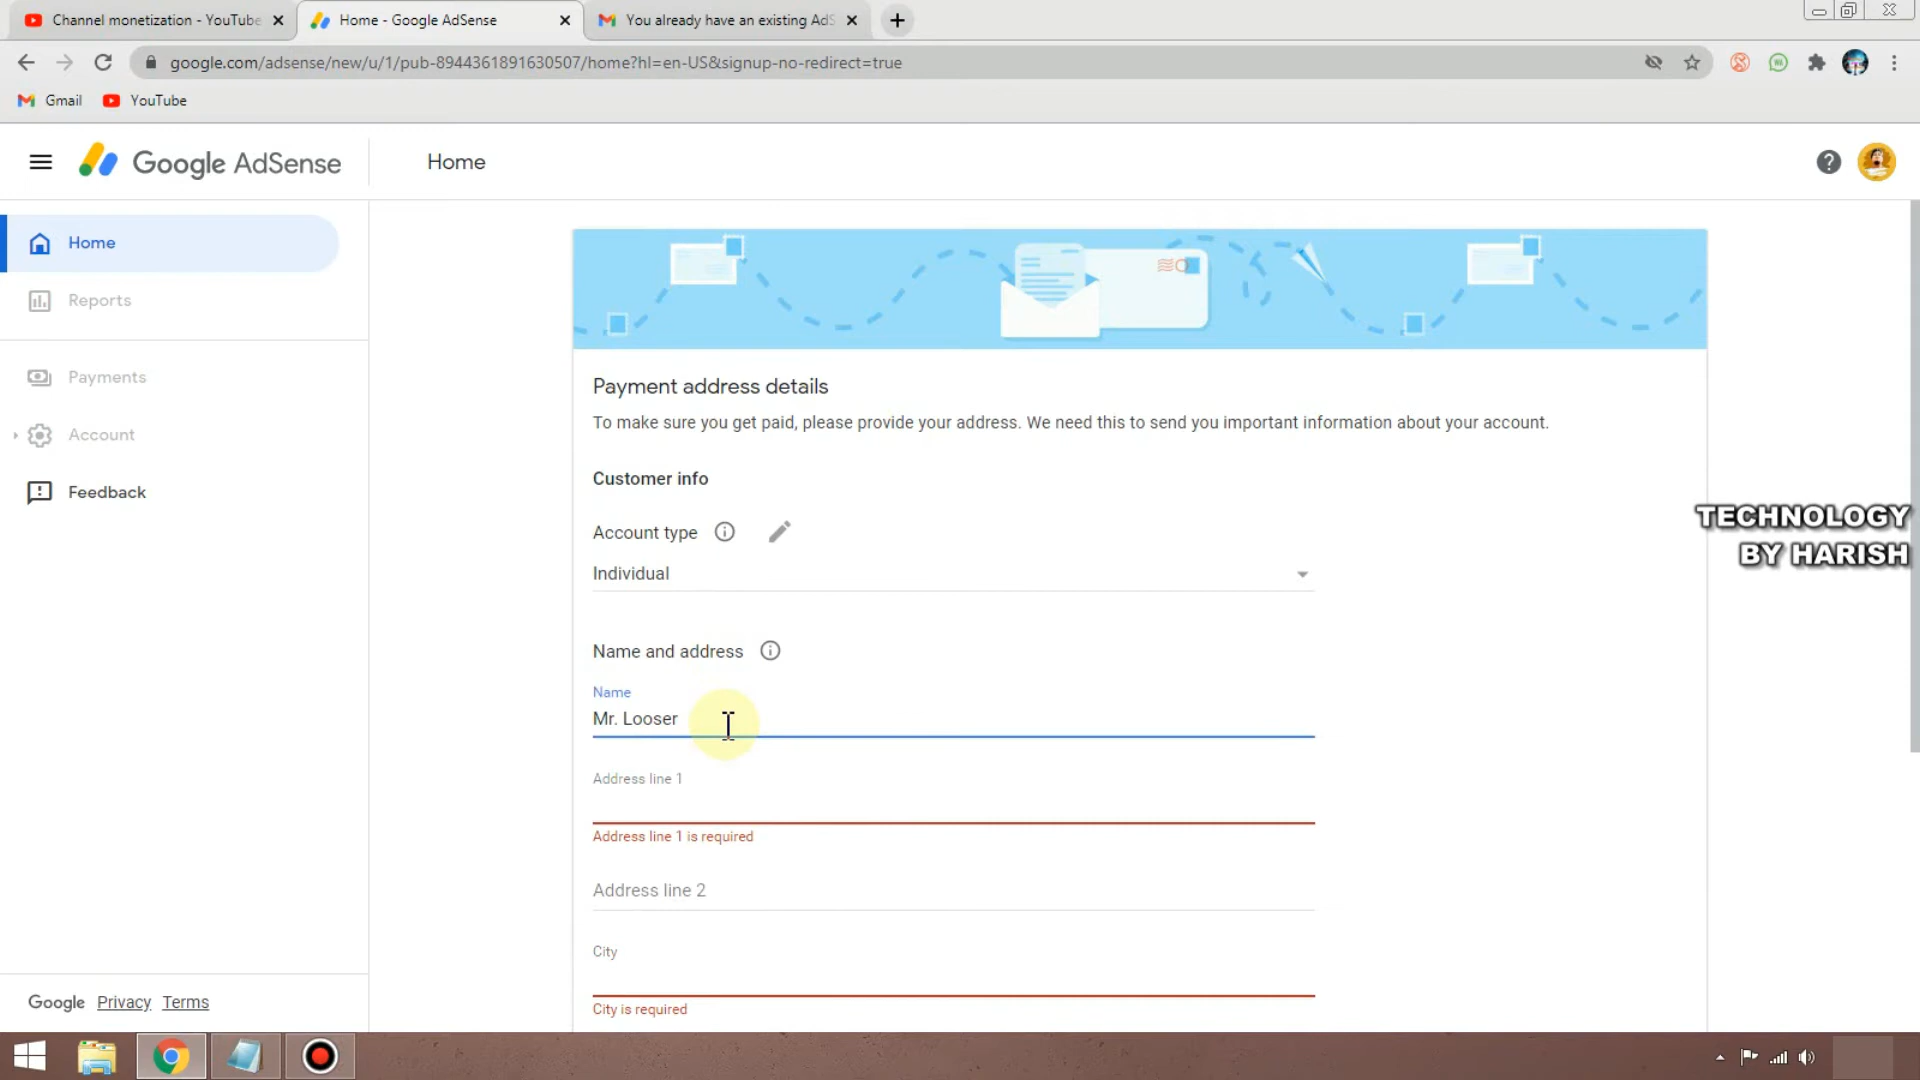 Channel monetization - YouTube
Home - Google AdSense
You already have an existing AdS
google.com/adsense/new/u/1/pub-8944361891630507/home?hl=en-US&signup-no-redirect=true
Gmail
YouTube
Google AdSense
Home
Home
Reports
Payments
Account
Feedback
Payment address details
To make sure you get paid, please provide your address. We need this to send you important information about your account.
Customer info
Account type
Individual
TECHNOLOGY
BY HARISH
Name and address
Name
Mr. Looser
Address line 1
Address line 1 is required
Address line 2
City
City is required
Google Privacy Terms